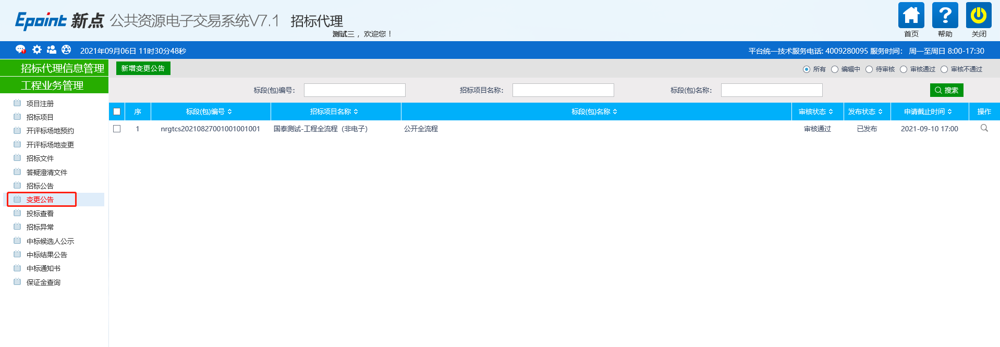 Epoint 新点 公共资源电子交易系统V7.1 招标代理
测试三，欢迎您！
首页 帮助 关闭
2021年09月06日 11时30分48秒
平台统一技术服务电话: 4009280095 服务时间： 周一至周日 8:00-17:30
招标代理信息管理
工程业务管理
项目注册
招标项目
开评标场地预约
开评标场地变更
招标文件
答疑澄清文件
招标公告
变更公告
投标查看
招标异常
中标候选人公示
中标结果公告
中标通知书
保证金查询
新增变更公告
所有 编辑中 待审核 审核通过 审核不通过
标段(包)编号： 招标项目名称： 标段(包)名称： 搜索
序 标段(包)编号 招标项目名称 标段(包)名称 审核状态 发布状态 申请截止时间 操作
1 nrgtcs20210827001001001001 国泰测试-工程全流程（非电子） 公开全流程 审核通过 已发布 2021-09-10 17:00